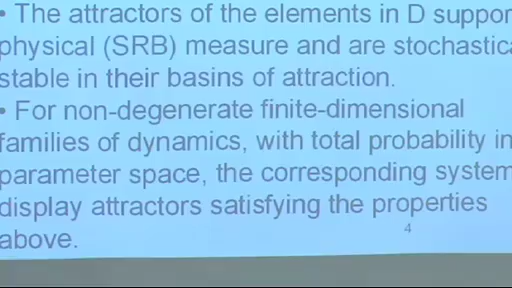 • The attractors of the elements in D suppor
physical (SRB) measure and are stochastica
stable in their basins of attraction.
• For non-degenerate finite-dimensional
families of dynamics, with total probability in
parameter space, the corresponding system
display attractors satisfying the properties
above.
4